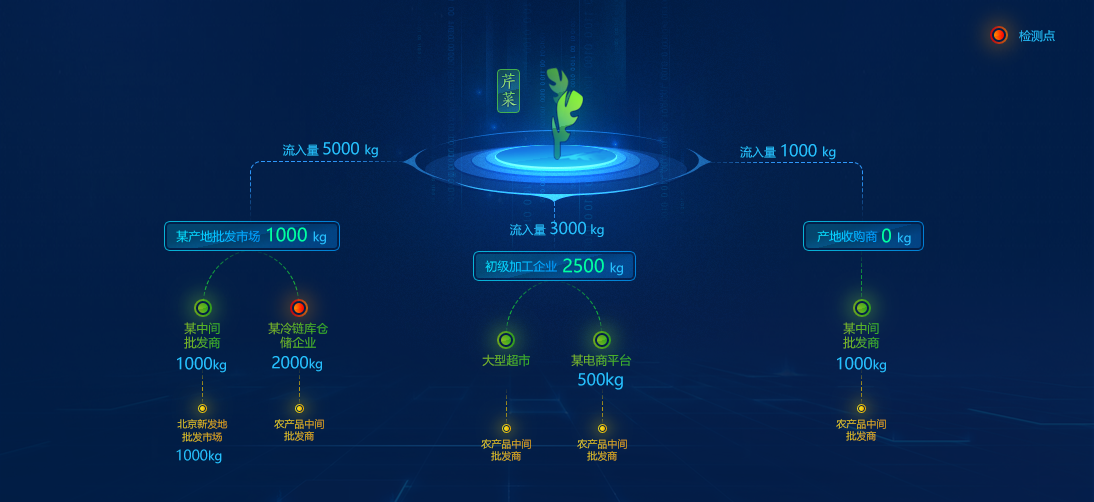 检测点
芹菜
流入量 5000 kg
流入量 1000 kg
流入量 3000 kg
某产地批发市场 1000 kg
初级加工企业 2500 kg
产地收购商 0 kg
某中间
批发商
1000kg
某冷链库仓
储企业
2000kg
大型超市
某电商平台
500kg
某中间
批发商
1000kg
北京新发地
批发市场
1000kg
农产品中间
批发商
农产品中间
批发商
农产品中间
批发商
农产品中间
批发商